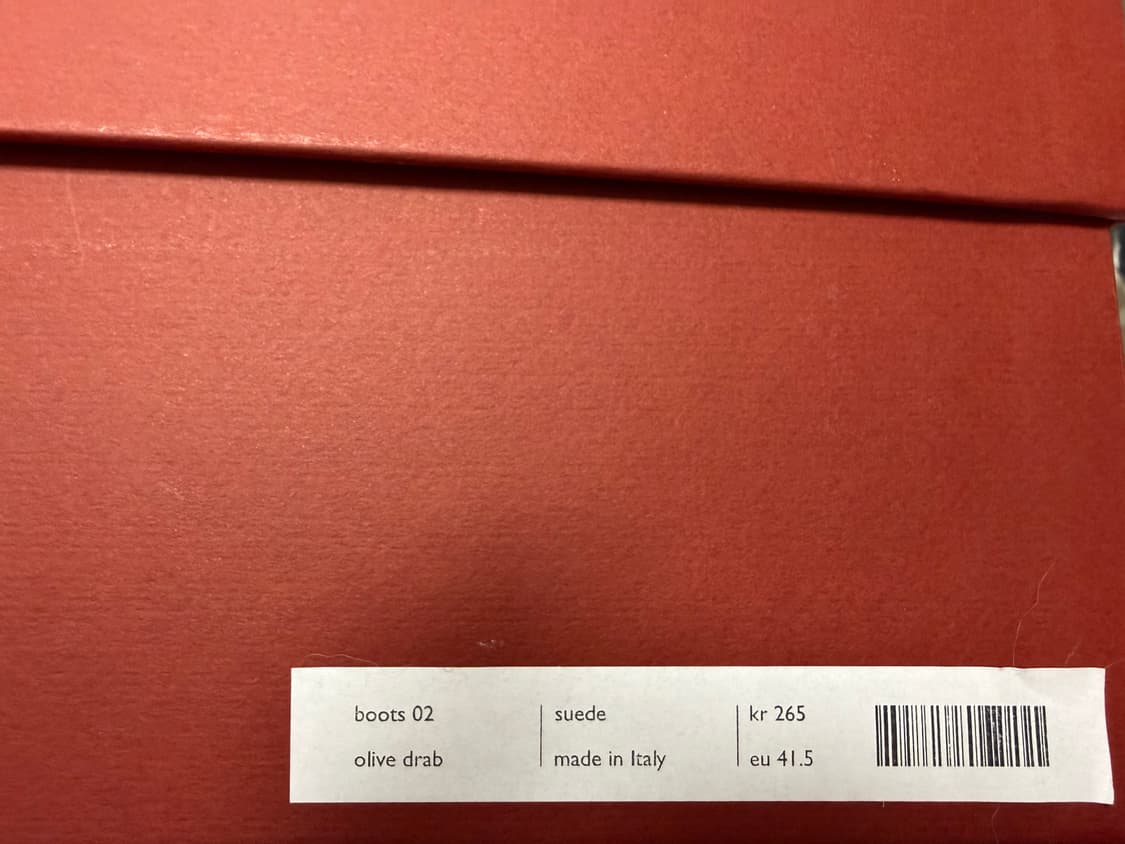 boots 02
olive drab
suede
made in Italy
kr 265
eu 41.5